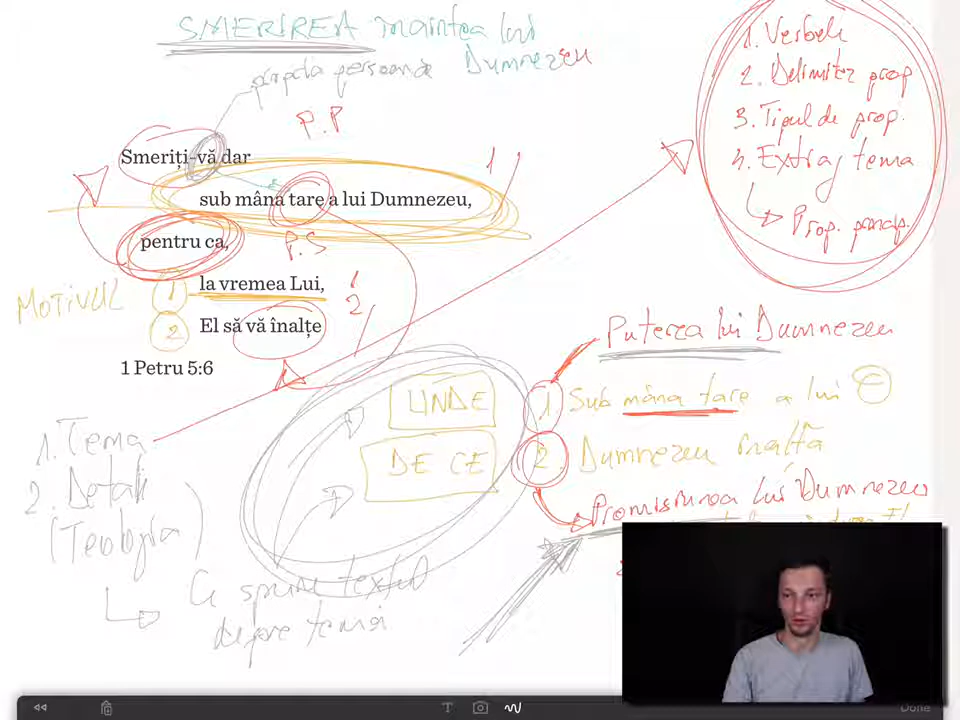 SMERIREA înaintea lui
Dumnezeu
propria persoană
P.P
Smeriți-vă dar
sub mâna tare a lui Dumnezeu,
1
pentru ca,
P.S
MOTIVUL
1
la vremea Lui,
2
2
El să vă înalțe
1 Petru 5:6
1. Verbele
2. Delimitez prop
3. Tipul de prop.
4. Extrag tema
Prop. princip.
Puterea lui Dumnezeu
UNDE
1. Sub mâna tare a lui
DE CE
2. Dumnezeu înalță
Promisiunea lui Dumnezeu
1. Tema
2. Detalii
(Teologia)
Ce spune textul
despre temă
T
Done